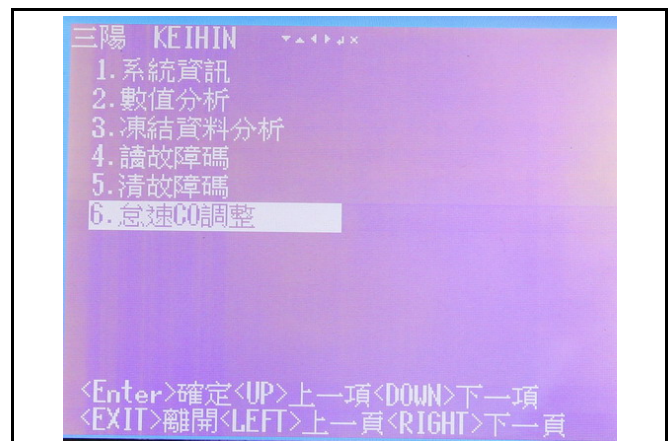 三陽 KEIHIN ▼▲◀▶↲×
1.系統資訊
2.數值分析
3.凍結資料分析
4.讀故障碼
5.清故障碼
6.怠速CO調整
<Enter>確定<UP>上一項<DOWN>下一項
<EXIT>離開<LEFT>上一頁<RIGHT>下一頁